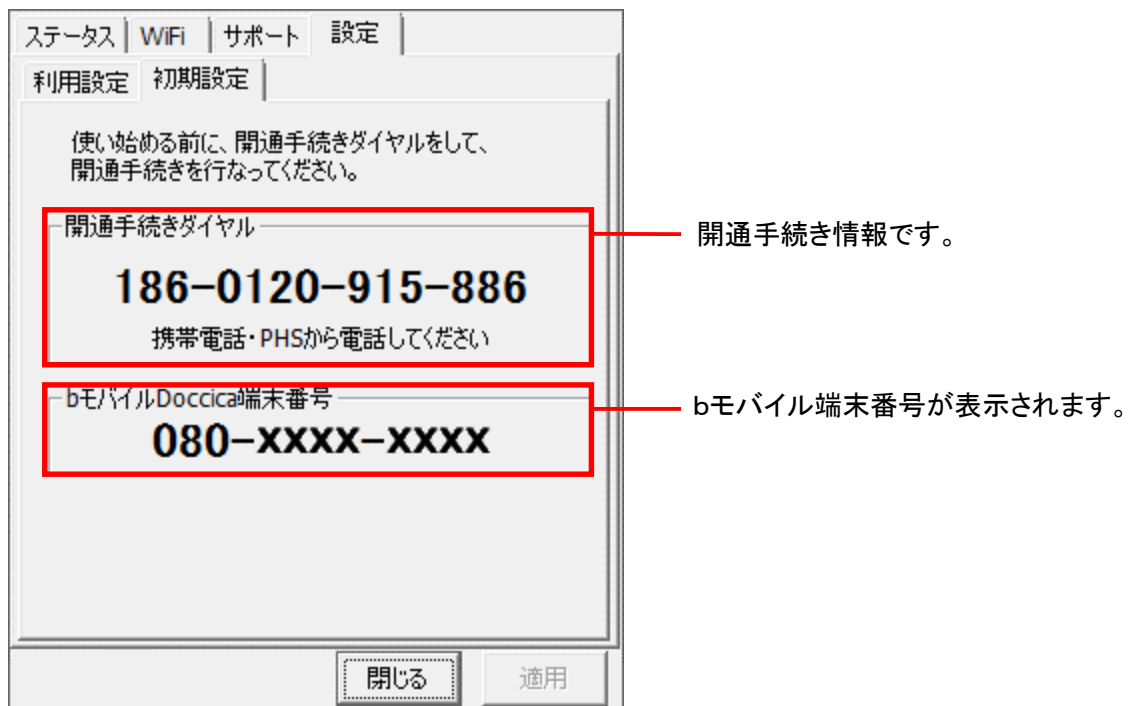 ステータス WiFi サポート 設定
利用設定 初期設定
使い始める前に、開通手続きダイヤルをして、
開通手続きを行なってください。
開通手続きダイヤル
186-0120-915-886
携帯電話・PHSから電話してください
開通手続き情報です。
bモバイルDoccica端末番号
080-xxxx-xxxx
bモバイル端末番号が表示されます。
閉じる 適用